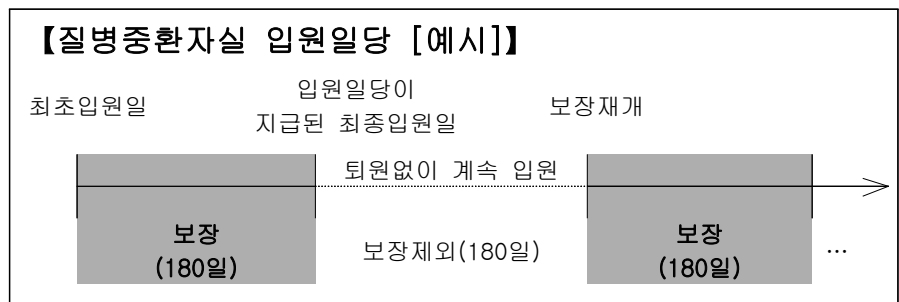 【질병중환자실 입원일당 [예시]】
최초입원일
입원일당이
지급된 최종입원일
보장재개
퇴원없이 계속 입원
보장
(180일)
보장제외(180일)
보장
(180일)
…